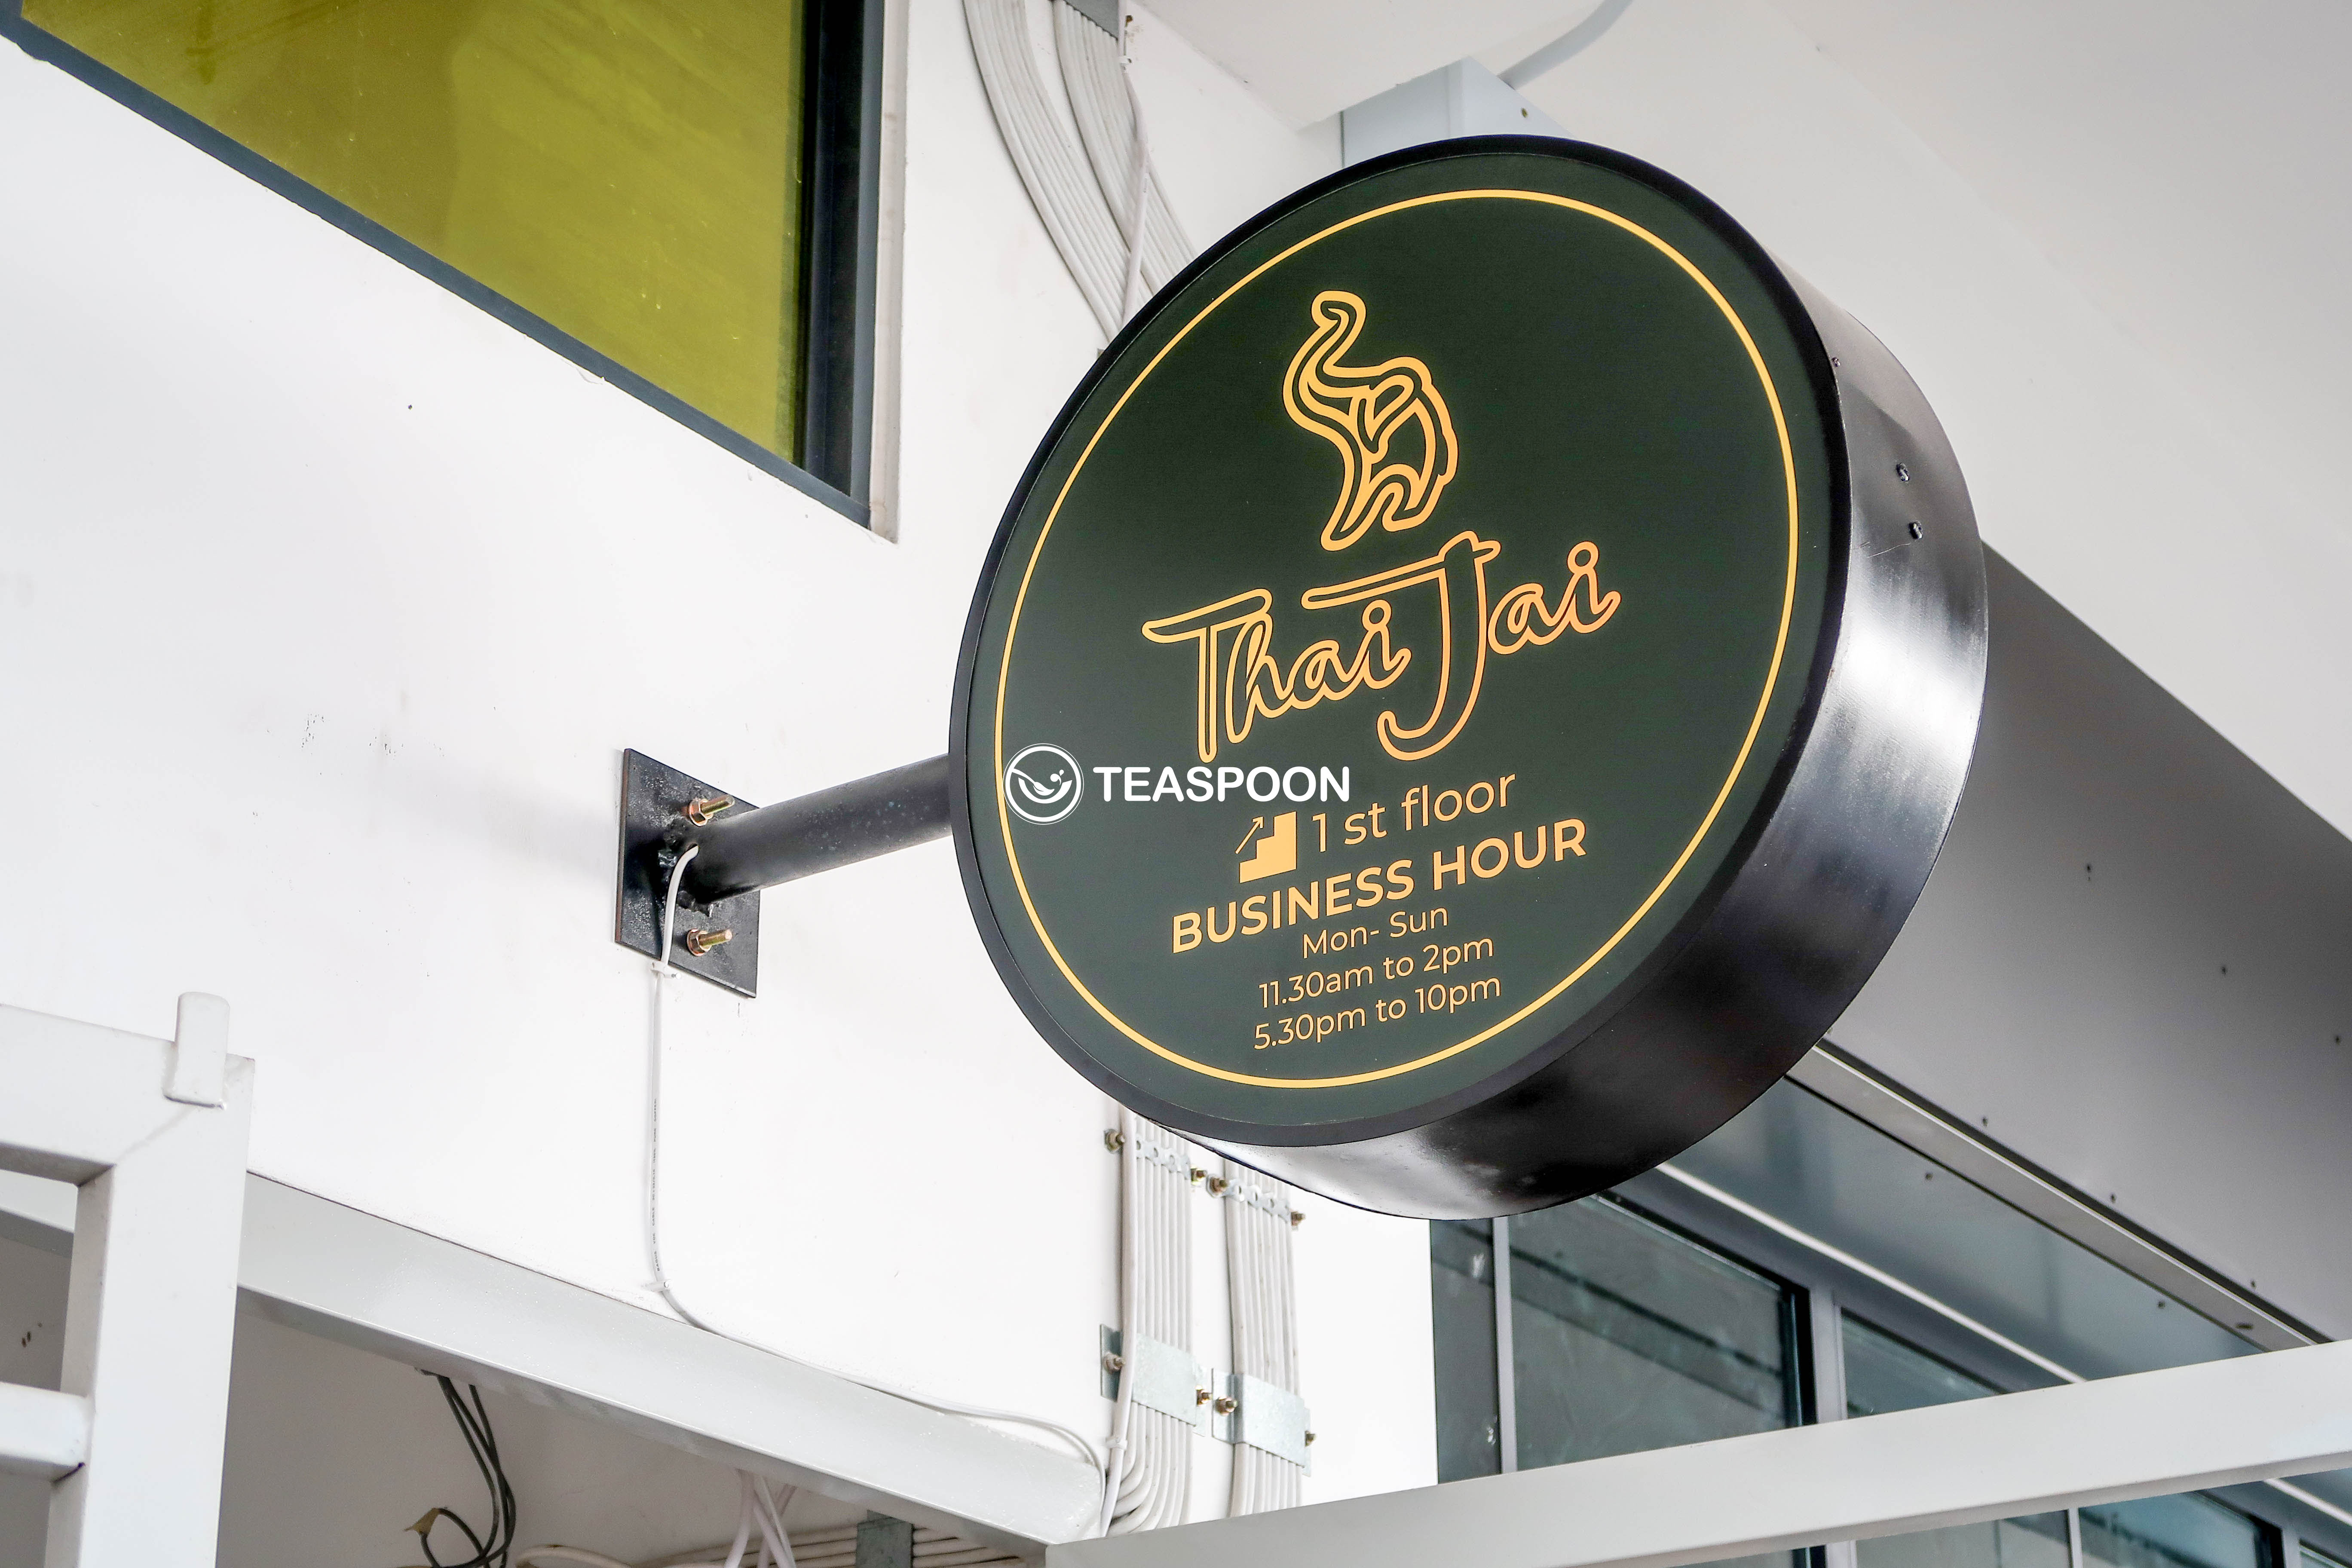 Thai Jai
TEASPOON
1 st floor
BUSINESS HOUR
Mon- Sun
11.30am to 2pm
5.30pm to 10pm